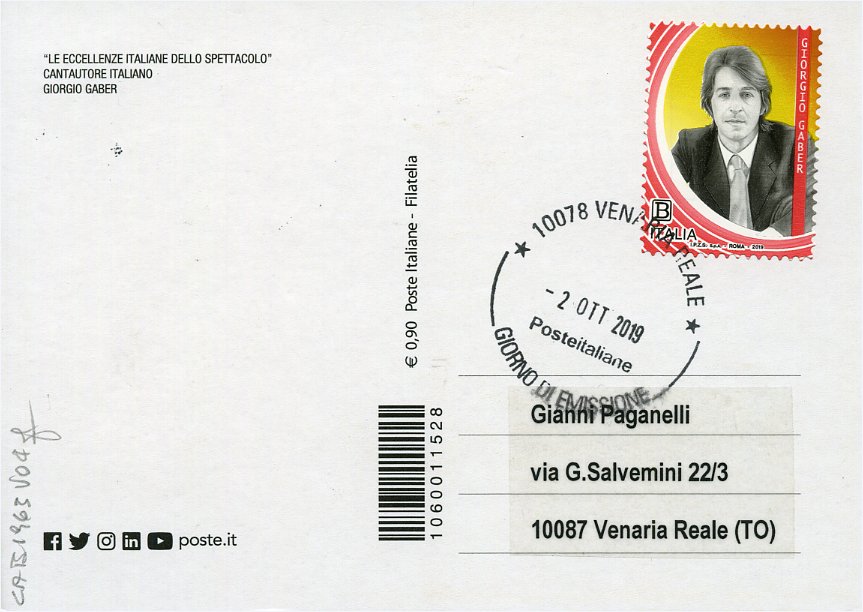 “LE ECCELLENZE ITALIANE DELLO SPETTACOLO”
CANTAUTORE ITALIANO
GIORGIO GABER
GIORGIO GABER
B
ITALIA
I.P.Z.S. S.p.A. - ROMA - 2019
10078 VENARIA REALE
- 2 OTT 2019
Posteitaliane
GIORNO DI EMISSIONE
€ 0,90 Poste Italiane - Filatelia
10600011528
Gianni Paganelli
via G.Salvemini 22/3
10087 Venaria Reale (TO)
poste.it